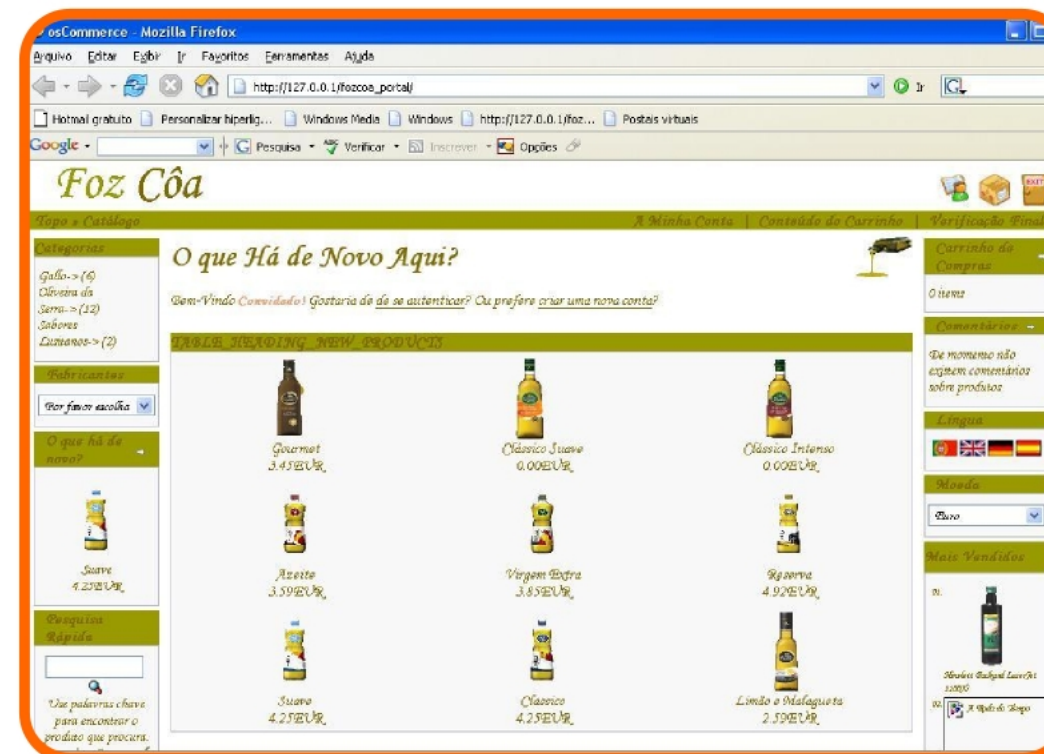 osCommerce - Mozilla Firefox
Arquivo Editar Exibir Ir Favoritos Ferramentas Ajuda
http://127.0.0.1/fozcoa_portal/ Ir
Hotmail gratuito Personalizar hiperlig... Windows Media Windows http://127.0.0.1/foz... Postais virtuais
Google Pesquisa Verificar Inscrever Opções
Foz Côa
Topo » Catálogo
A Minha Conta | Conteúdo do Carrinho | Verificação Final
Categorias
Gallo-> (6)
Oliveira da
Serra-> (12)
Sabores
Lusitanos-> (2)
Fabricantes
Por favor escolha
O que há de
novo?
Suave
4.25EUR
Pesquisa
Rápida
Use palavras chave
para encontrar o
produto que procura.
O que Há de Novo Aqui?
Bem-Vindo Convidado! Gostaria de de se autenticar? Ou prefere criar uma nova conta?
TABLE_HEADING_NEW_PRODUCTS
Gourmet
3.45EUR
Clássico Suave
0.00EUR
Clássico Intenso
0.00EUR
Azeite
3.59EUR
Virgem Extra
3.85EUR
Reserva
4.92EUR
Suave
4.25EUR
Classico
4.25EUR
Limão e Malagueta
2.59EUR
Carrinho de
Compras
0 items
Comentários
De momento não
existem comentários
sobre produtos
Língua
Moeda
Euro
Mais Vendidos
01.
Hewlett Packard LaserJet
1100Xi
02.